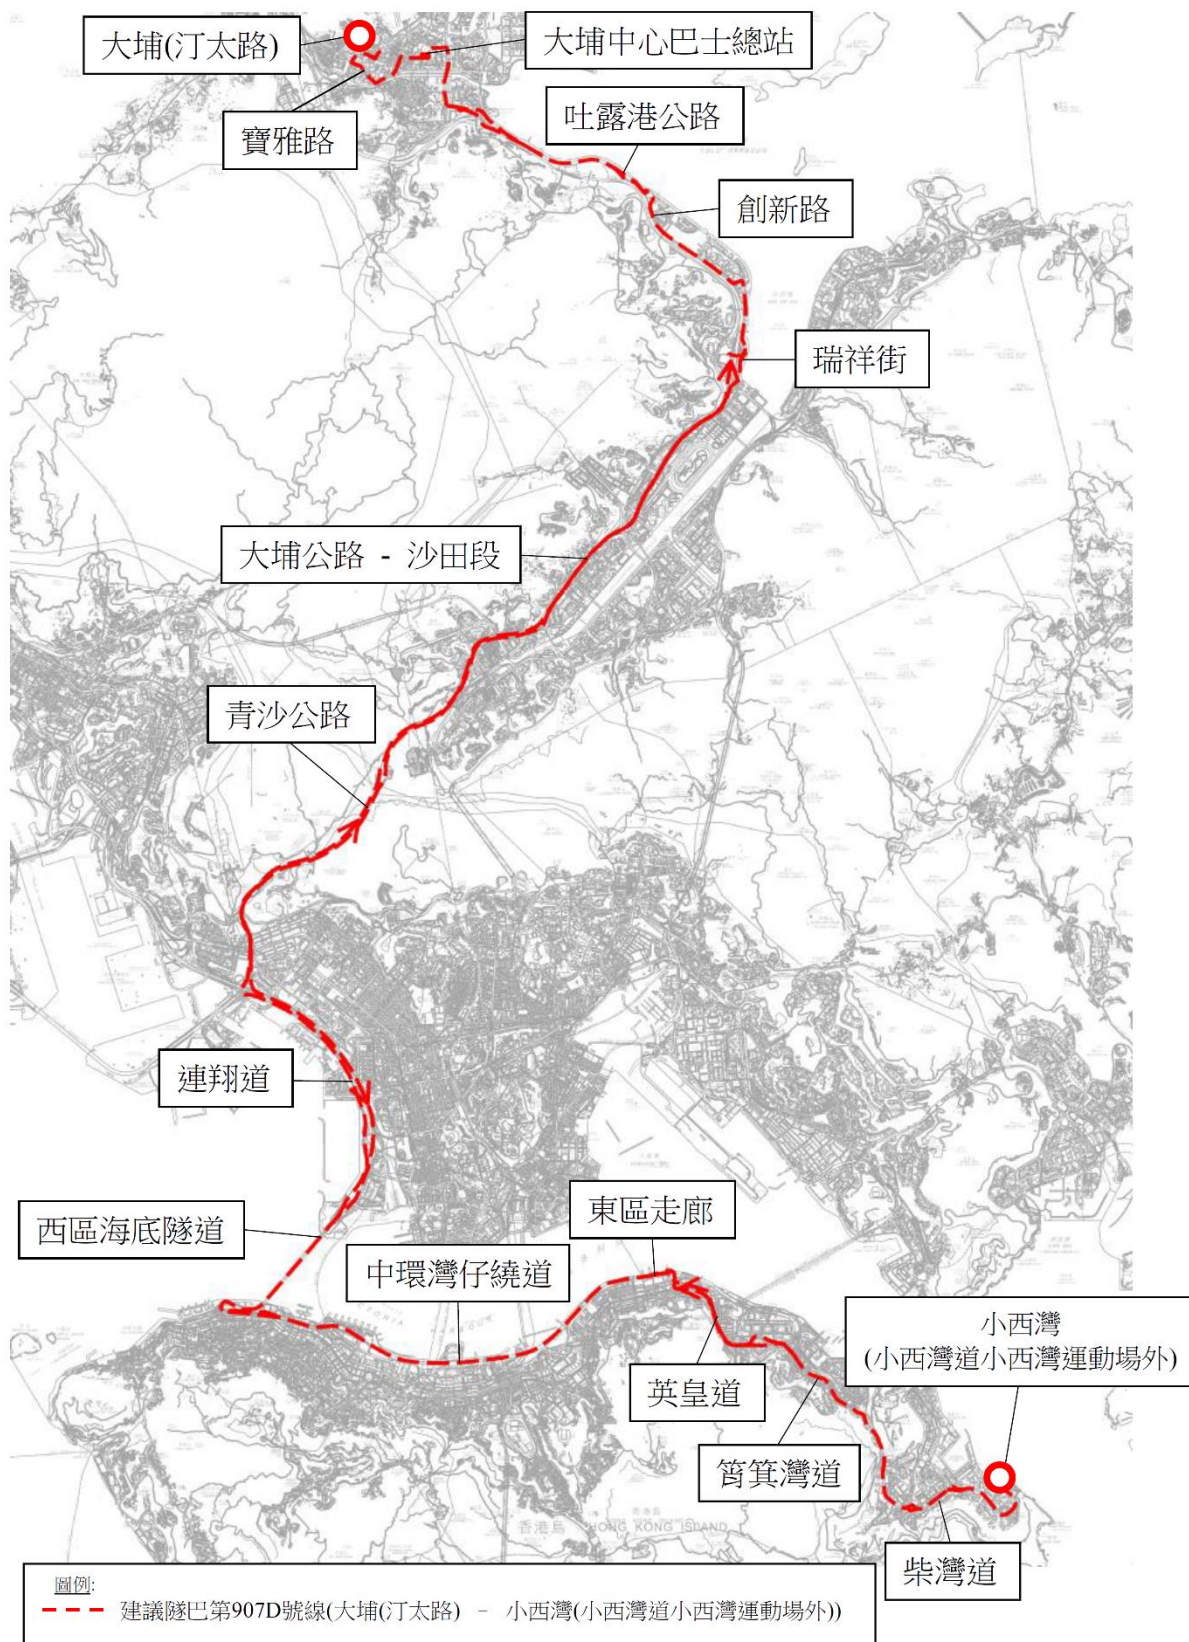 大埔(汀太路)
大埔中心巴士總站
寶雅路
吐露港公路
創新路
瑞祥街
大埔公路 - 沙田段
青沙公路
連翔道
西區海底隧道
東區走廊
中環灣仔繞道
小西灣
(小西灣道小西灣運動場外)
英皇道
筲箕灣道
柴灣道
香港島 HONG KONG ISLAND
圖例:
建議隧巴第907D號線(大埔(汀太路) - 小西灣(小西灣道小西灣運動場外))